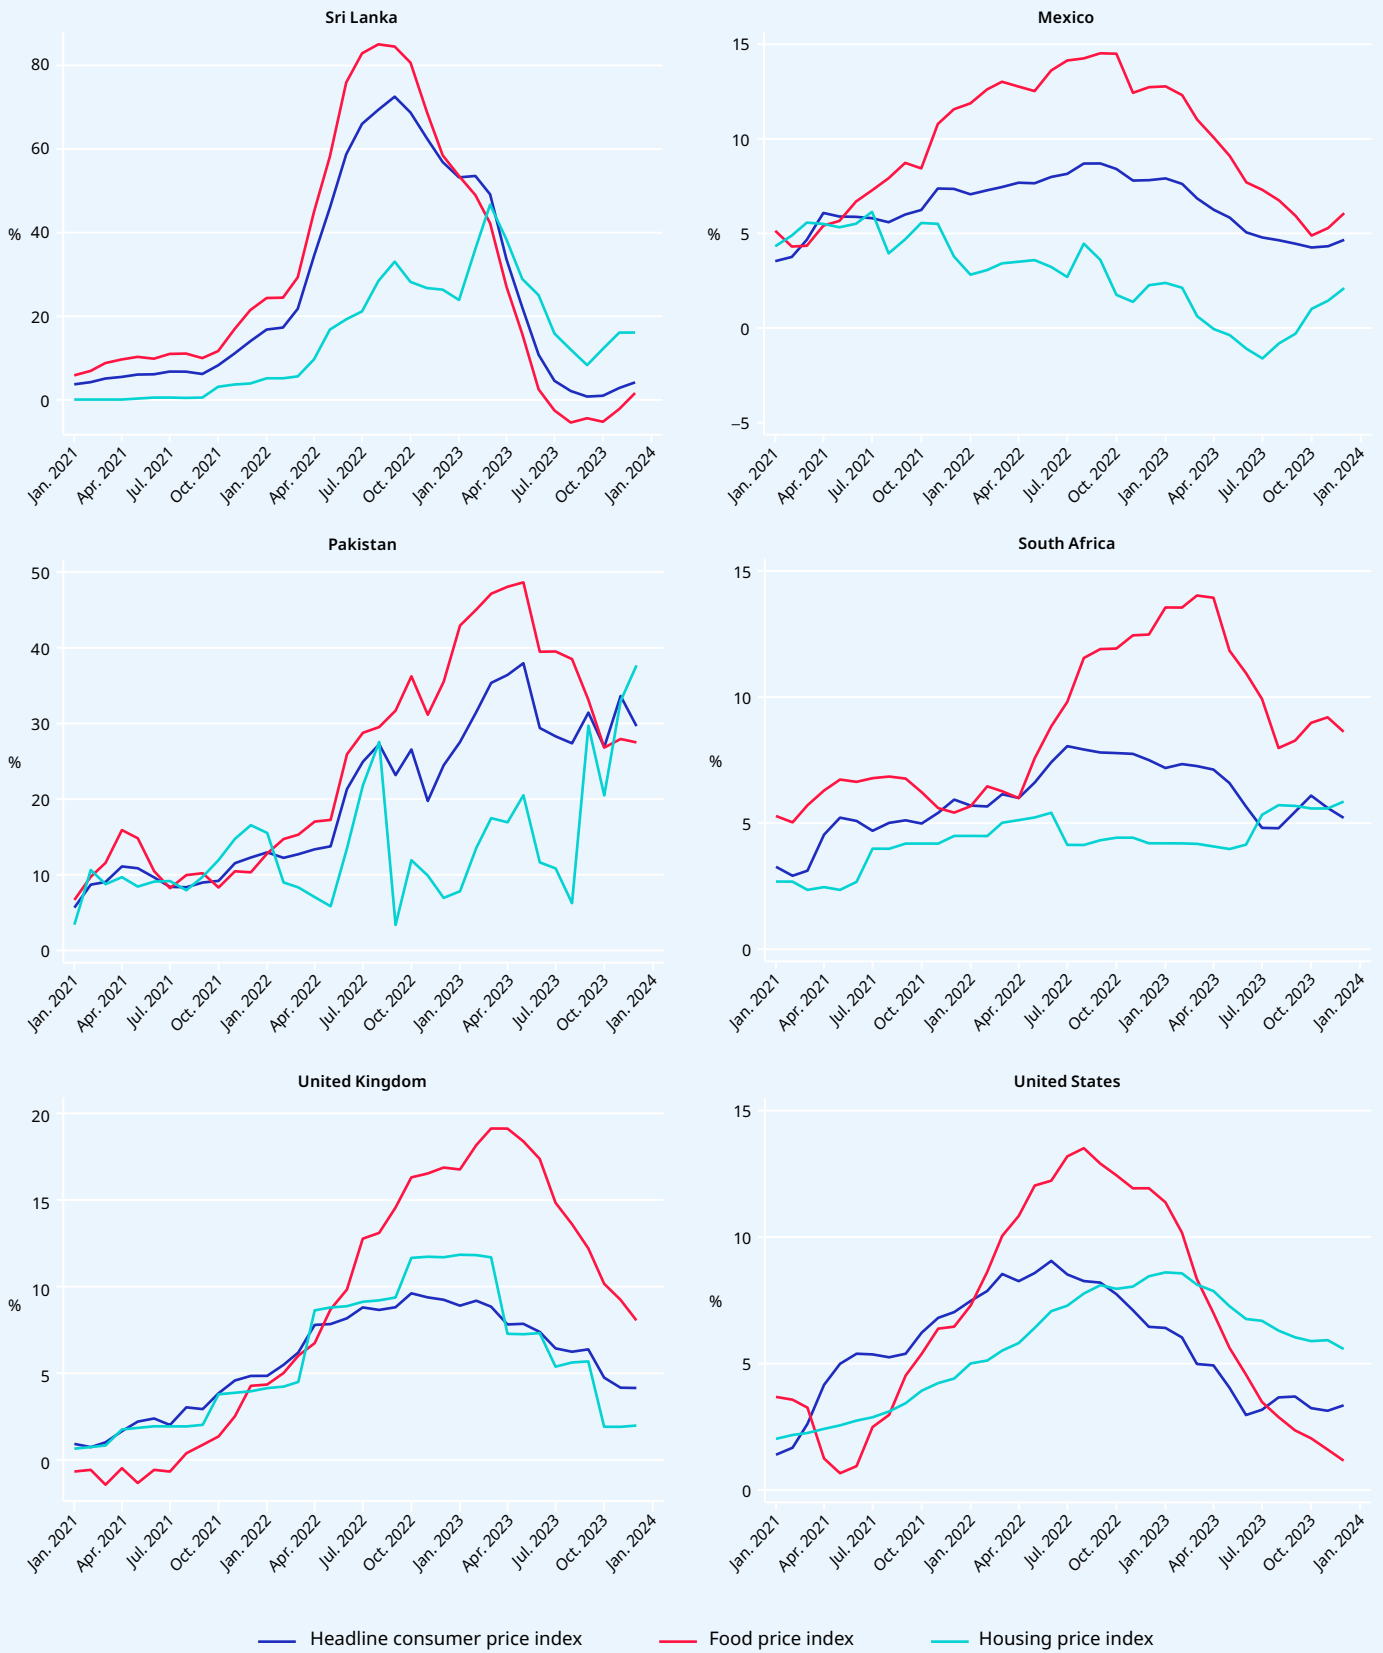 Sri Lanka
80
60
%
40
20
0
Jan. 2021
Apr. 2021
Jul. 2021
Oct. 2021
Jan. 2022
Apr. 2022
Jul. 2022
Oct. 2022
Jan. 2023
Apr. 2023
Jul. 2023
Oct. 2023
Jan. 2024
Mexico
15
10
%
5
0
–5
Jan. 2021
Apr. 2021
Jul. 2021
Oct. 2021
Jan. 2022
Apr. 2022
Jul. 2022
Oct. 2022
Jan. 2023
Apr. 2023
Jul. 2023
Oct. 2023
Jan. 2024
Pakistan
50
40
30
%
20
10
0
Jan. 2021
Apr. 2021
Jul. 2021
Oct. 2021
Jan. 2022
Apr. 2022
Jul. 2022
Oct. 2022
Jan. 2023
Apr. 2023
Jul. 2023
Oct. 2023
Jan. 2024
South Africa
15
10
%
5
0
Jan. 2021
Apr. 2021
Jul. 2021
Oct. 2021
Jan. 2022
Apr. 2022
Jul. 2022
Oct. 2022
Jan. 2023
Apr. 2023
Jul. 2023
Oct. 2023
Jan. 2024
United Kingdom
20
15
10
%
5
0
Jan. 2021
Apr. 2021
Jul. 2021
Oct. 2021
Jan. 2022
Apr. 2022
Jul. 2022
Oct. 2022
Jan. 2023
Apr. 2023
Jul. 2023
Oct. 2023
Jan. 2024
United States
15
10
%
5
0
Jan. 2021
Apr. 2021
Jul. 2021
Oct. 2021
Jan. 2022
Apr. 2022
Jul. 2022
Oct. 2022
Jan. 2023
Apr. 2023
Jul. 2023
Oct. 2023
Jan. 2024
Headline consumer price index
Food price index
Housing price index